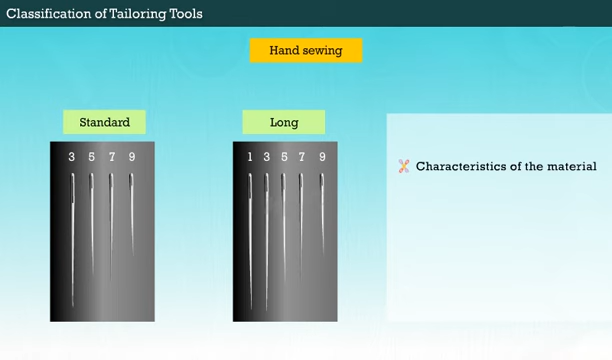 Classification of Tailoring Tools
Hand sewing
Standard
Long
3 5 7 9
1 3 5 7 9
Characteristics of the material